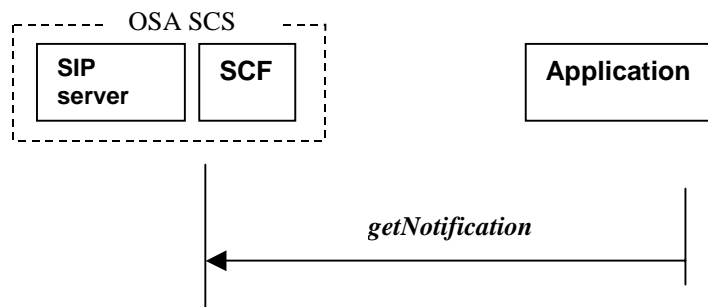 OSA SCS
SIP
server
SCF
Application
getNotification